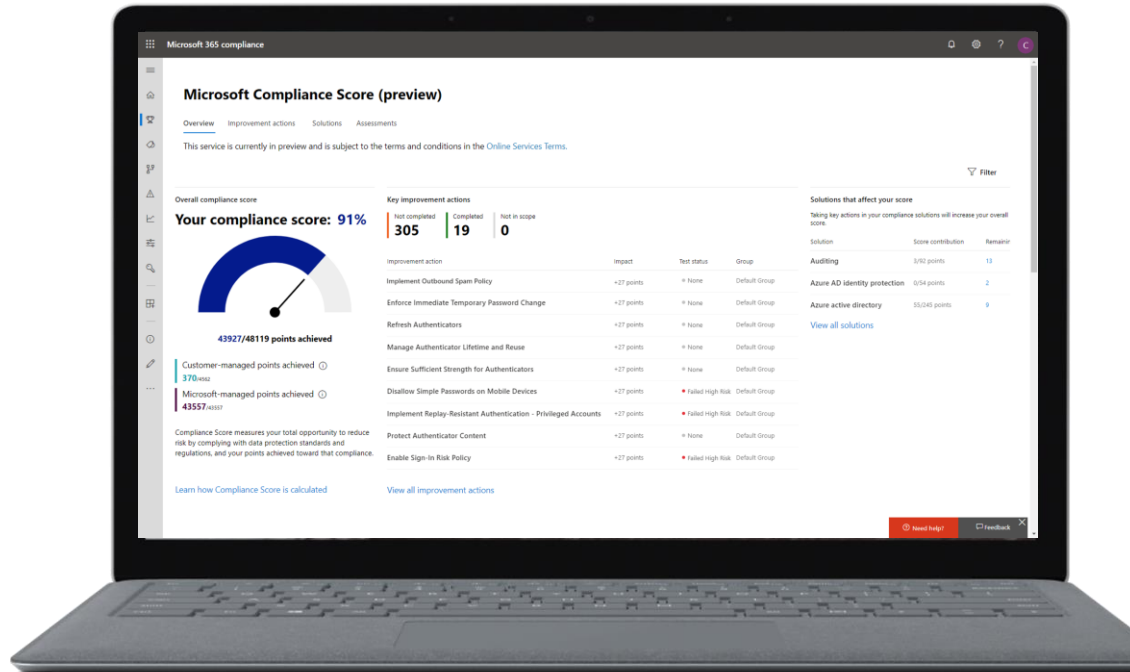 Microsoft 365 compliance
?
C
Microsoft Compliance Score (preview)
Overview Improvement actions Solutions Assessments
This service is currently in preview and is subject to the terms and conditions in the Online Services Terms.
Filter
Overall compliance score
Your compliance score: 91%
43927/48119 points achieved
Customer-managed points achieved
370/4562
Microsoft-managed points achieved
43557/43557
Compliance Score measures your total opportunity to reduce
risk by complying with data protection standards and
regulations, and your points achieved toward that compliance.
Learn how Compliance Score is calculated
Key improvement actions
Not completed Completed Not in scope
305 19 0
Improvement action Impact Test status Group
Implement Outbound Spam Policy +27 points None Default Group
Enforce Immediate Temporary Password Change +27 points None Default Group
Refresh Authenticators +27 points None Default Group
Manage Authenticator Lifetime and Reuse +27 points None Default Group
Ensure Sufficient Strength for Authenticators +27 points None Default Group
Disallow Simple Passwords on Mobile Devices +27 points Failed High Risk Default Group
Implement Replay-Resistant Authentication - Privileged Accounts +27 points Failed High Risk Default Group
Protect Authenticator Content +27 points None Default Group
Enable Sign-In Risk Policy +27 points Failed High Risk Default Group
View all improvement actions
Solutions that affect your score
Taking key actions in your compliance solutions will increase your overall
score.
Solution Score contribution Remainin
Auditing 3/92 points 13
Azure AD identity protection 0/54 points 2
Azure active directory 55/245 points 9
View all solutions
Need help? Feedback